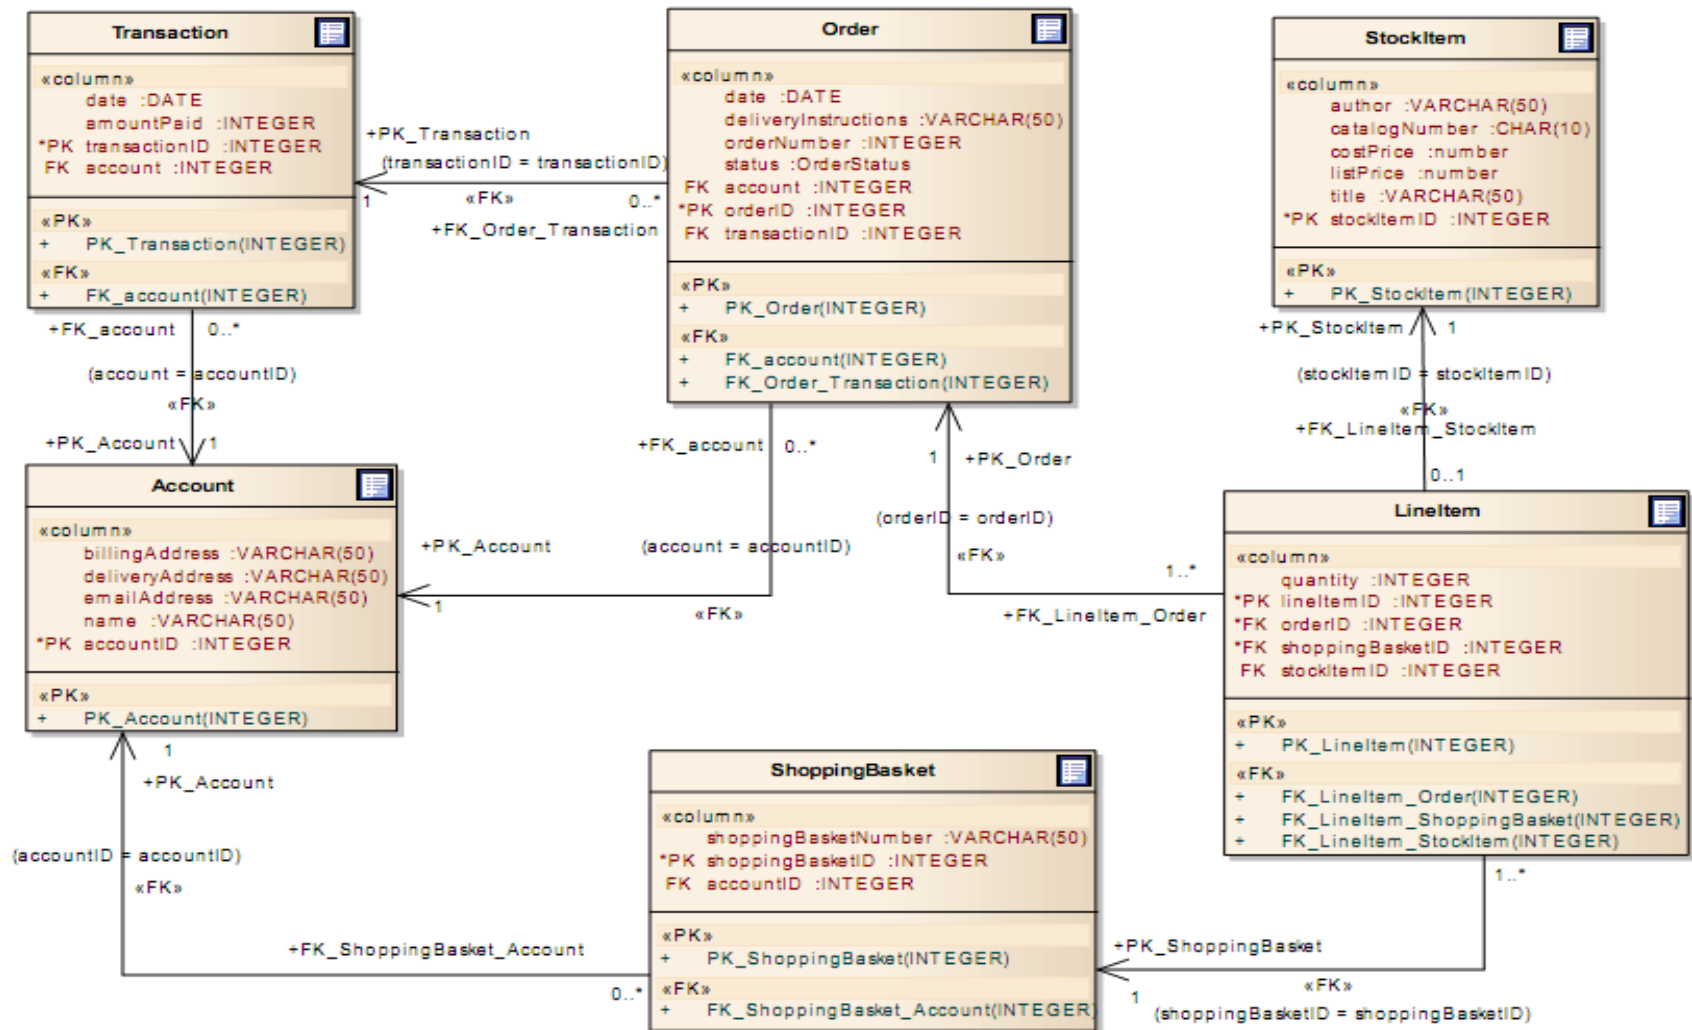 Transaction
«column»
date :DATE
amountPaid :INTEGER
*PK transactionID :INTEGER
FK account :INTEGER
«PK»
+ PK_Transaction(INTEGER)
«FK»
+ FK_account(INTEGER)
+PK_Transaction
(transactionID = transactionID)
1
«FK»
0..*
+FK_Order_Transaction
Order
«column»
date :DATE
deliveryInstructions :VARCHAR(50)
orderNumber :INTEGER
status :OrderStatus
FK account :INTEGER
*PK orderID :INTEGER
FK transactionID :INTEGER
«PK»
+ PK_Order(INTEGER)
«FK»
+ FK_account(INTEGER)
+ FK_Order_Transaction(INTEGER)
StockItem
«column»
author :VARCHAR(50)
catalogNumber :CHAR(10)
costPrice :number
listPrice :number
title :VARCHAR(50)
*PK stockItemID :INTEGER
«PK»
+ PK_StockItem(INTEGER)
+FK_account 0..*
(account = accountID)
«FK»
+PK_Account 1
+FK_account 0..*
(account = accountID)
+PK_Account
1
«FK»
1 +PK_Order
(orderID = orderID)
«FK»
1..*
+FK_LineItem_Order
+PK_StockItem 1
(stockItemID = stockItemID)
«FK»
+FK_LineItem_StockItem
0..1
Account
«column»
billingAddress :VARCHAR(50)
deliveryAddress :VARCHAR(50)
emailAddress :VARCHAR(50)
name :VARCHAR(50)
*PK accountID :INTEGER
«PK»
+ PK_Account(INTEGER)
LineItem
«column»
quantity :INTEGER
*PK lineItemID :INTEGER
*FK orderID :INTEGER
*FK shoppingBasketID :INTEGER
FK stockItemID :INTEGER
«PK»
+ PK_LineItem(INTEGER)
«FK»
+ FK_LineItem_Order(INTEGER)
+ FK_LineItem_ShoppingBasket(INTEGER)
+ FK_LineItem_StockItem(INTEGER)
1
+PK_Account
(accountID = accountID)
«FK»
+FK_ShoppingBasket_Account
0..*
ShoppingBasket
«column»
shoppingBasketNumber :VARCHAR(50)
*PK shoppingBasketID :INTEGER
FK accountID :INTEGER
«PK»
+ PK_ShoppingBasket(INTEGER)
«FK»
+ FK_ShoppingBasket_Account(INTEGER)
1..*
+PK_ShoppingBasket
1
«FK»
(shoppingBasketID = shoppingBasketID)